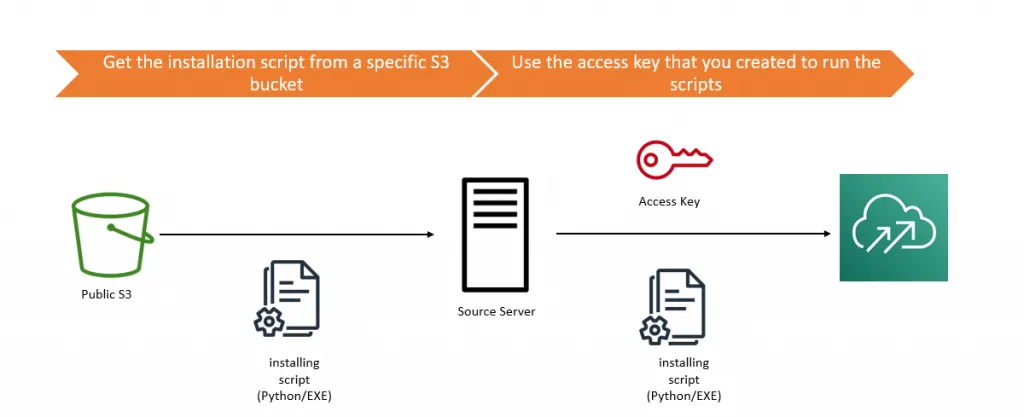 Get the installation script from a specific S3
bucket
Use the access key that you created to run the
scripts
Access Key
Public S3
Source Server
installing
script
(Python/EXE)
installing
script
(Python/EXE)